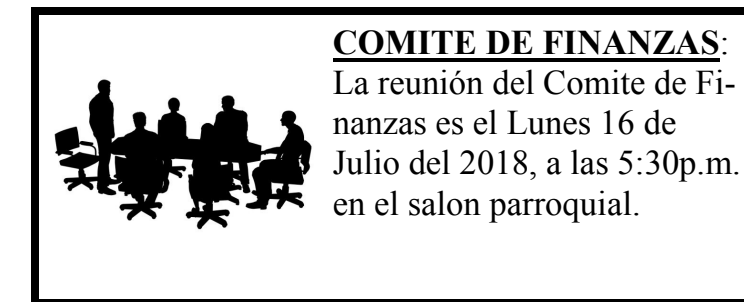 COMITE DE FINANZAS:
La reunión del Comite de Fi-
nanzas es el Lunes 16 de
Julio del 2018, a las 5:30p.m.
en el salon parroquial.